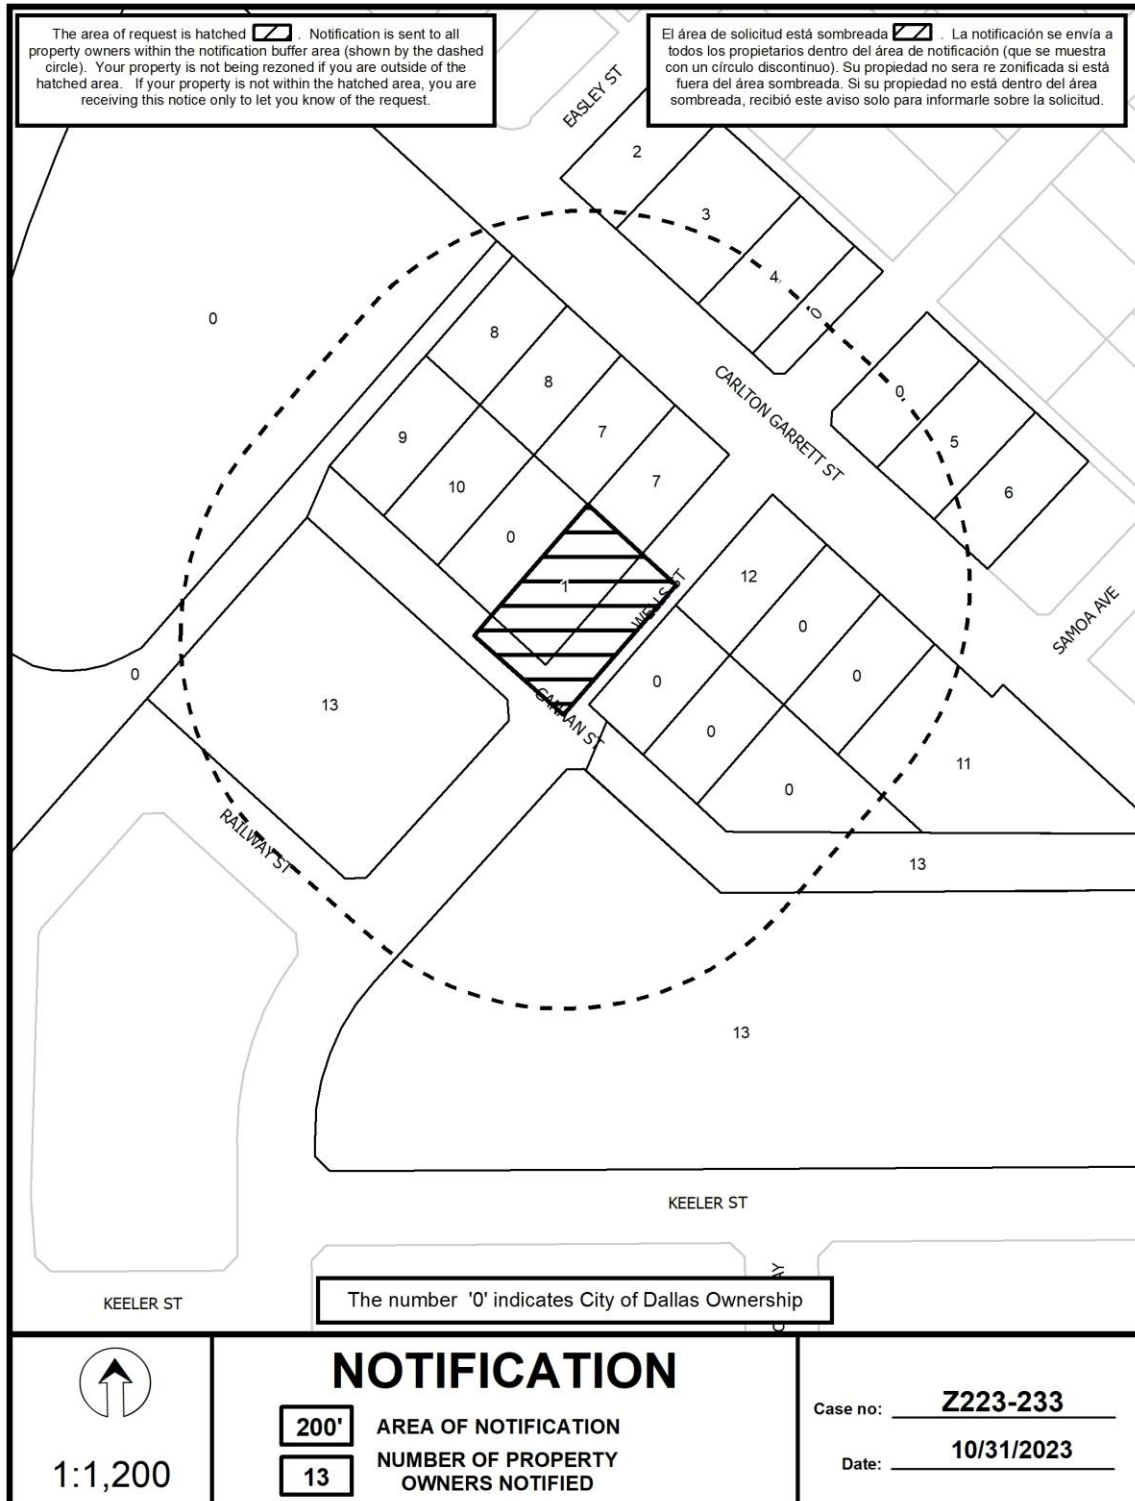 The area of request is hatched . Notification is sent to all
property owners within the notification buffer area (shown by the dashed
circle). Your property is not being rezoned if you are outside of the
hatched area. If your property is not within the hatched area, you are
receiving this notice only to let you know of the request.
El área de solicitud está sombreada . La notificación se envía a
todos los propietarios dentro del área de notificación (que se muestra
con un círculo discontinuo). Su propiedad no sera re zonificada si está
fuera del área sombreada. Si su propiedad no está dentro del área
sombreada, recibió este aviso solo para informarle sobre la solicitud.
EASLEY ST
2
3
4
0
0
8
8
7
7
CARLTON GARRETT ST
0
5
6
9
10
0
1
WELLS ST
12
0
0
SAMOA AVE
0
0
0
11
0
13
CANAAN ST
RAILWAY ST
13
13
KEELER ST
KEELER ST
The number '0' indicates City of Dallas Ownership
1:1,200
NOTIFICATION
200' AREA OF NOTIFICATION
13 NUMBER OF PROPERTY
OWNERS NOTIFIED
Case no: Z223-233
Date: 10/31/2023